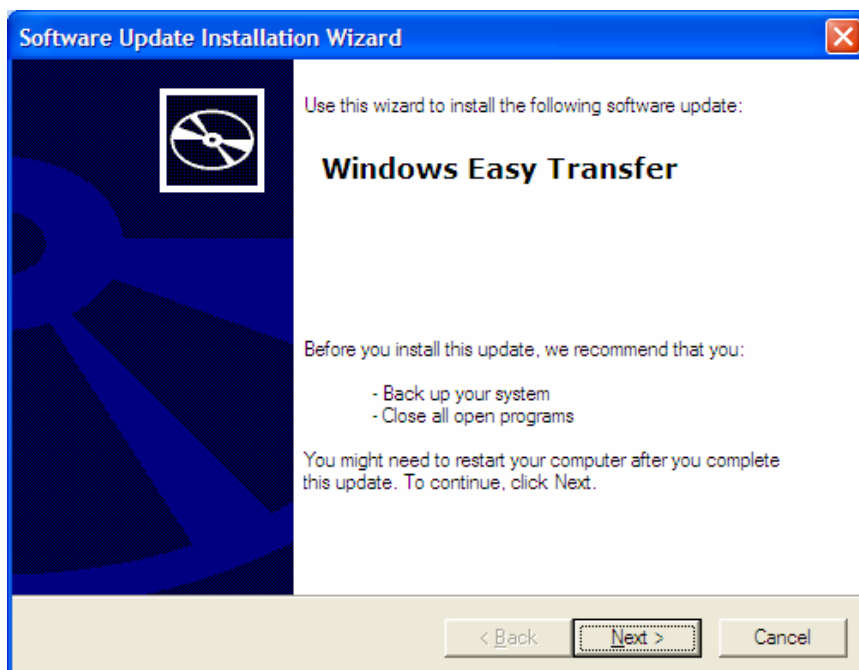 Software Update Installation Wizard
Use this wizard to install the following software update:
Windows Easy Transfer
Before you install this update, we recommend that you:
- Back up your system
- Close all open programs
You might need to restart your computer after you complete
this update. To continue, click Next.
< Back
Next >
Cancel